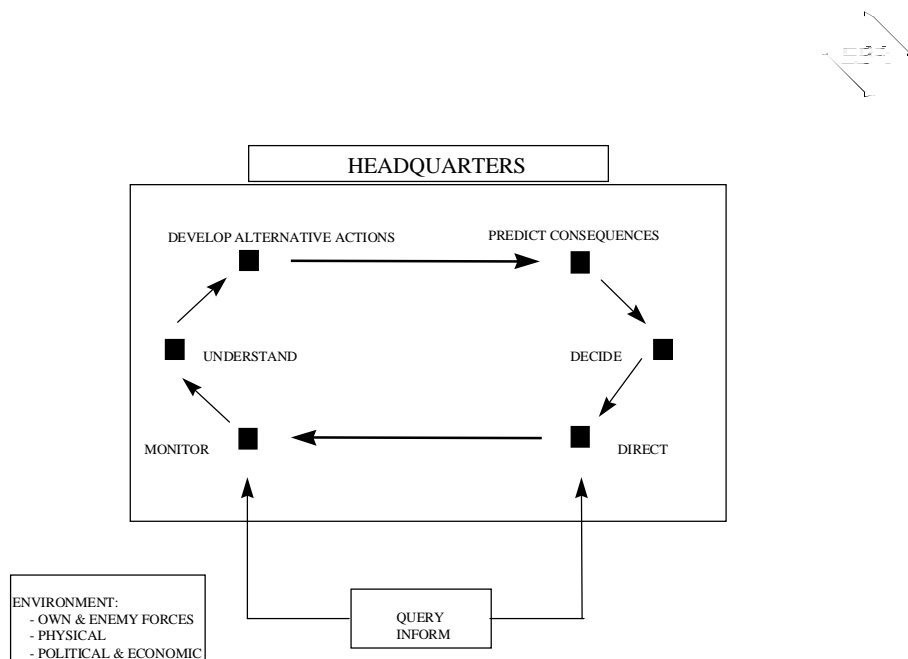 HEADQUARTERS
DEVELOP ALTERNATIVE ACTIONS
PREDICT CONSEQUENCES
UNDERSTAND
DECIDE
MONITOR
DIRECT
ENVIRONMENT:
- OWN & ENEMY FORCES
- PHYSICAL
- POLITICAL & ECONOMIC
QUERY
INFORM